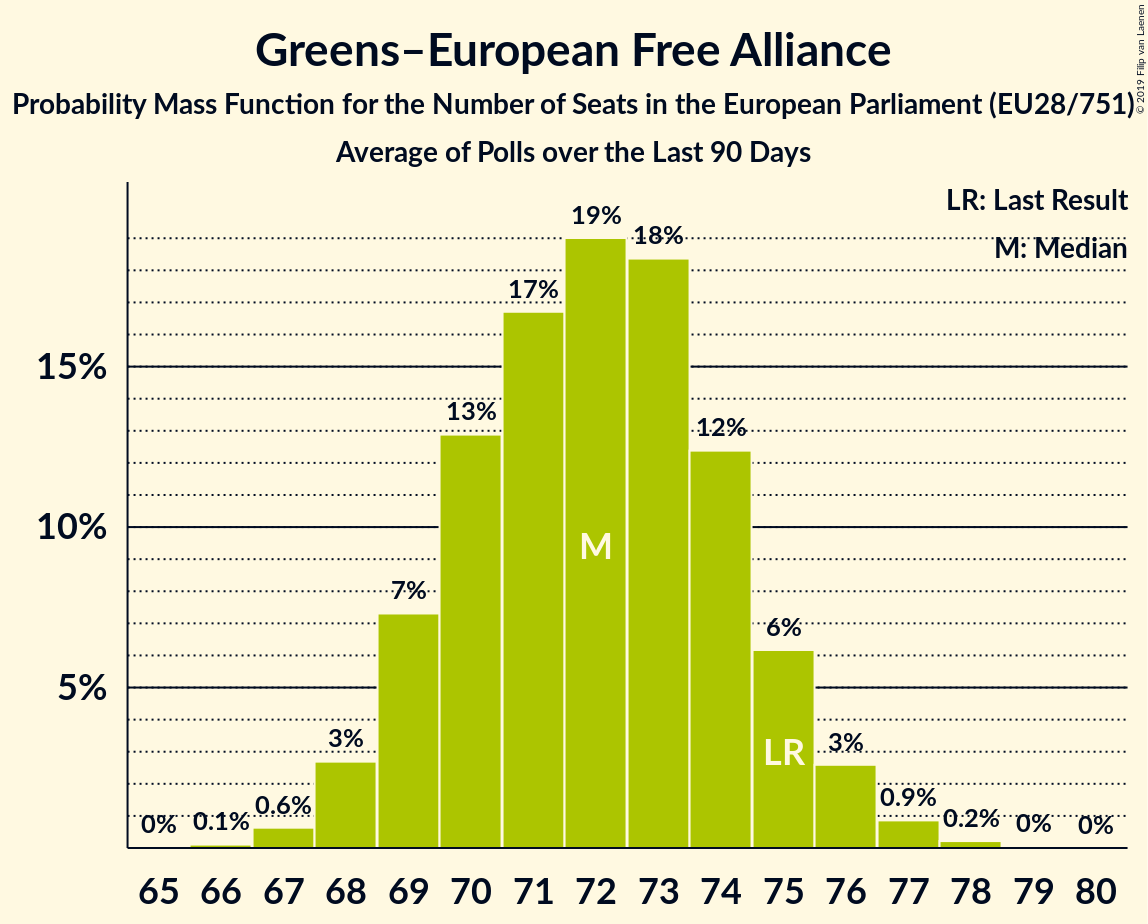 Greens–European Free Alliance
Probability Mass Function for the Number of Seats in the European Parliament (EU28/751)
Average of Polls over the Last 90 Days
© 2019 Filip van Laenen
LR: Last Result
M: Median
19%
18%
17%
15%
13%
12%
10%
M
7%
6%
5%
3%
LR
3%
0.6%
0.9%
0% 0.1% 0.2% 0% 0%
65 66 67 68 69 70 71 72 73 74 75 76 77 78 79 80